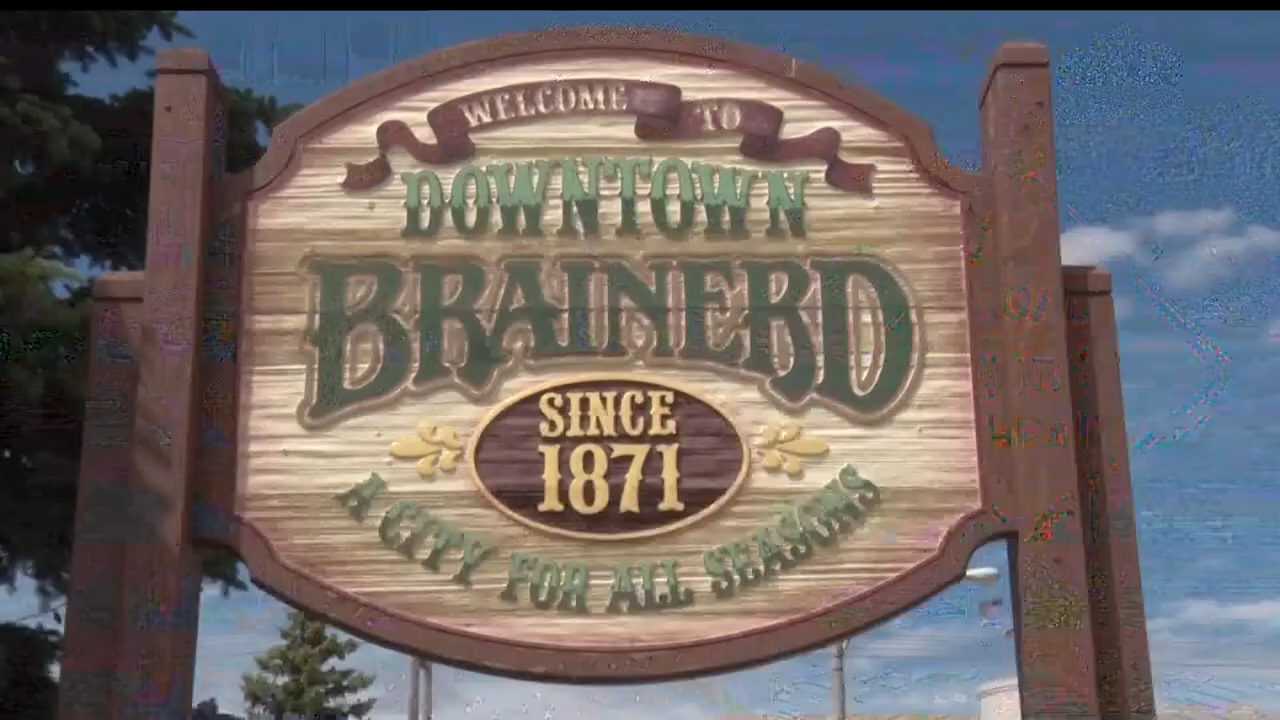 WELCOME TO
DOWNTOWN
BRAINERD
SINCE
1871
A CITY FOR ALL SEASONS